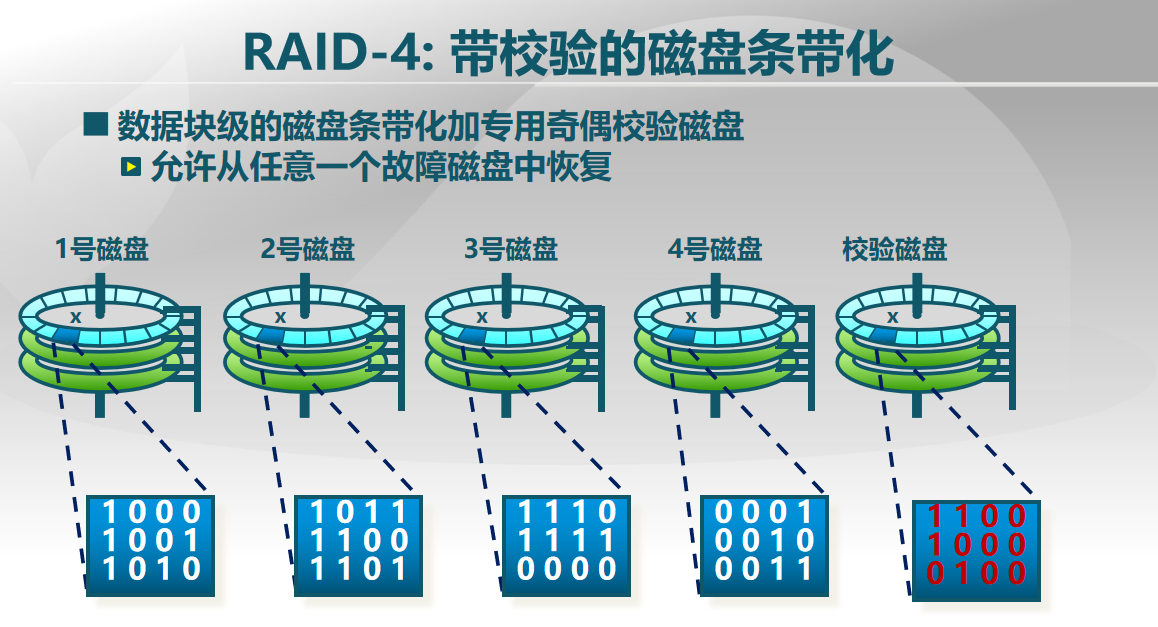 RAID-4: 带校验的磁盘条带化
数据块级的磁盘条带化加专用奇偶校验磁盘
允许从任意一个故障磁盘中恢复
1号磁盘 2号磁盘 3号磁盘 4号磁盘 校验磁盘
x x x x x
1 0 0 0 1 0 1 1 1 1 1 0 0 0 0 1 1 1 0 0
1 0 0 1 1 1 0 0 1 1 1 1 0 0 1 0 1 0 0 0
1 0 1 0 1 1 0 1 0 0 0 0 0 0 1 1 0 1 0 0